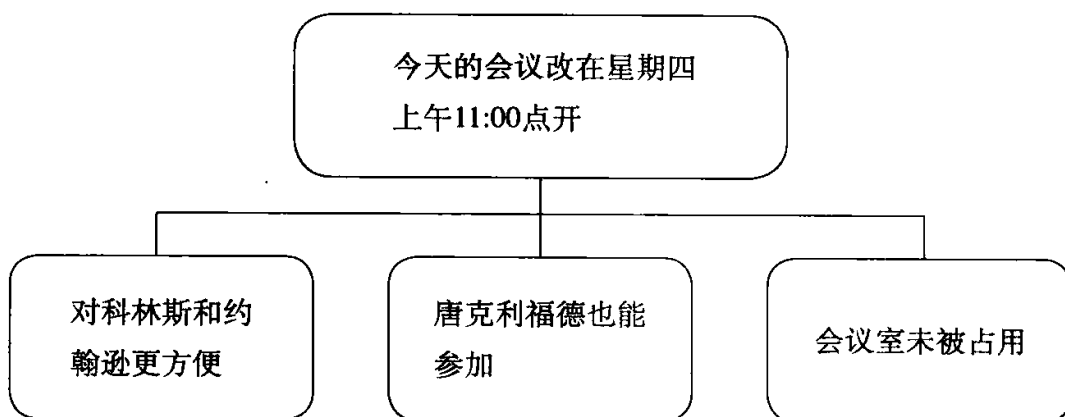 今天的会议改在星期四
上午11:00点开
对科林斯和约
翰逊更方便
唐克利福德也能
参加
会议室未被占用